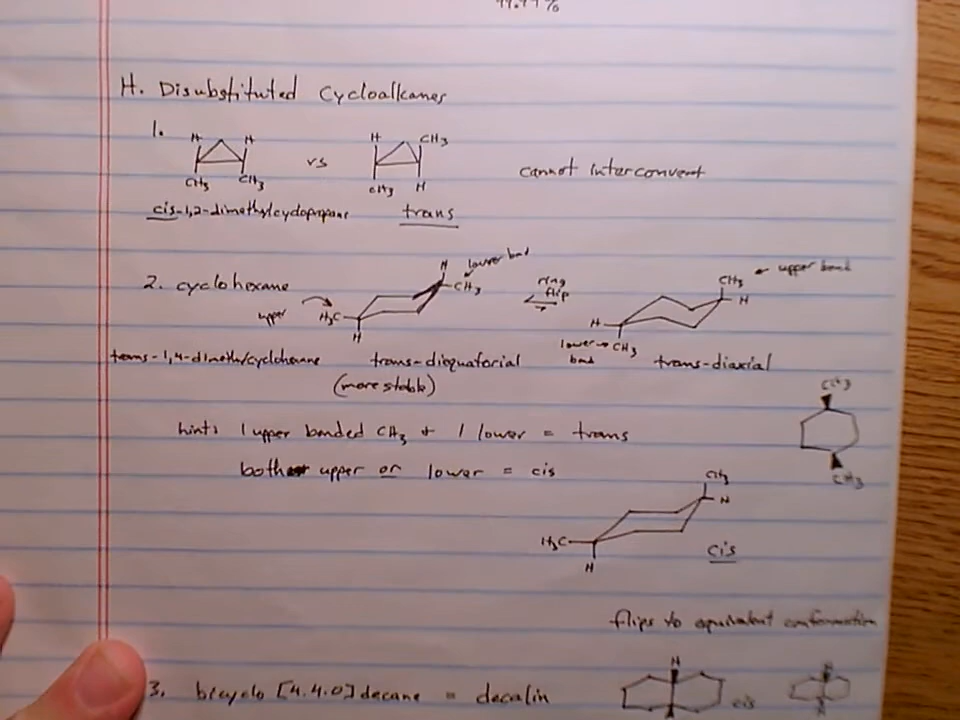 99.99%
H. Disubstituted Cycloalkanes
1.
H H H CH3
vs
cannot interconvert
CH3 CH3 CH3 H
cis-1,2-dimethylcyclopropane trans
H lower bond
CH3 ← upper bond
2. cyclohexane CH3 ring flip H
upper H3C H
H lower → CH3 bond
trans-1,4-dimethylcyclohexane trans-diequatorial trans-diaxial
(more stable)
CH3
hint: 1 upper bonded CH3 + 1 lower = trans
both upper or lower = cis
CH3
CH3
H
H3C cis
H
flips to equivalent conformation
H H
3. bicyclo [4.4.0] decane = decalin cis
H H